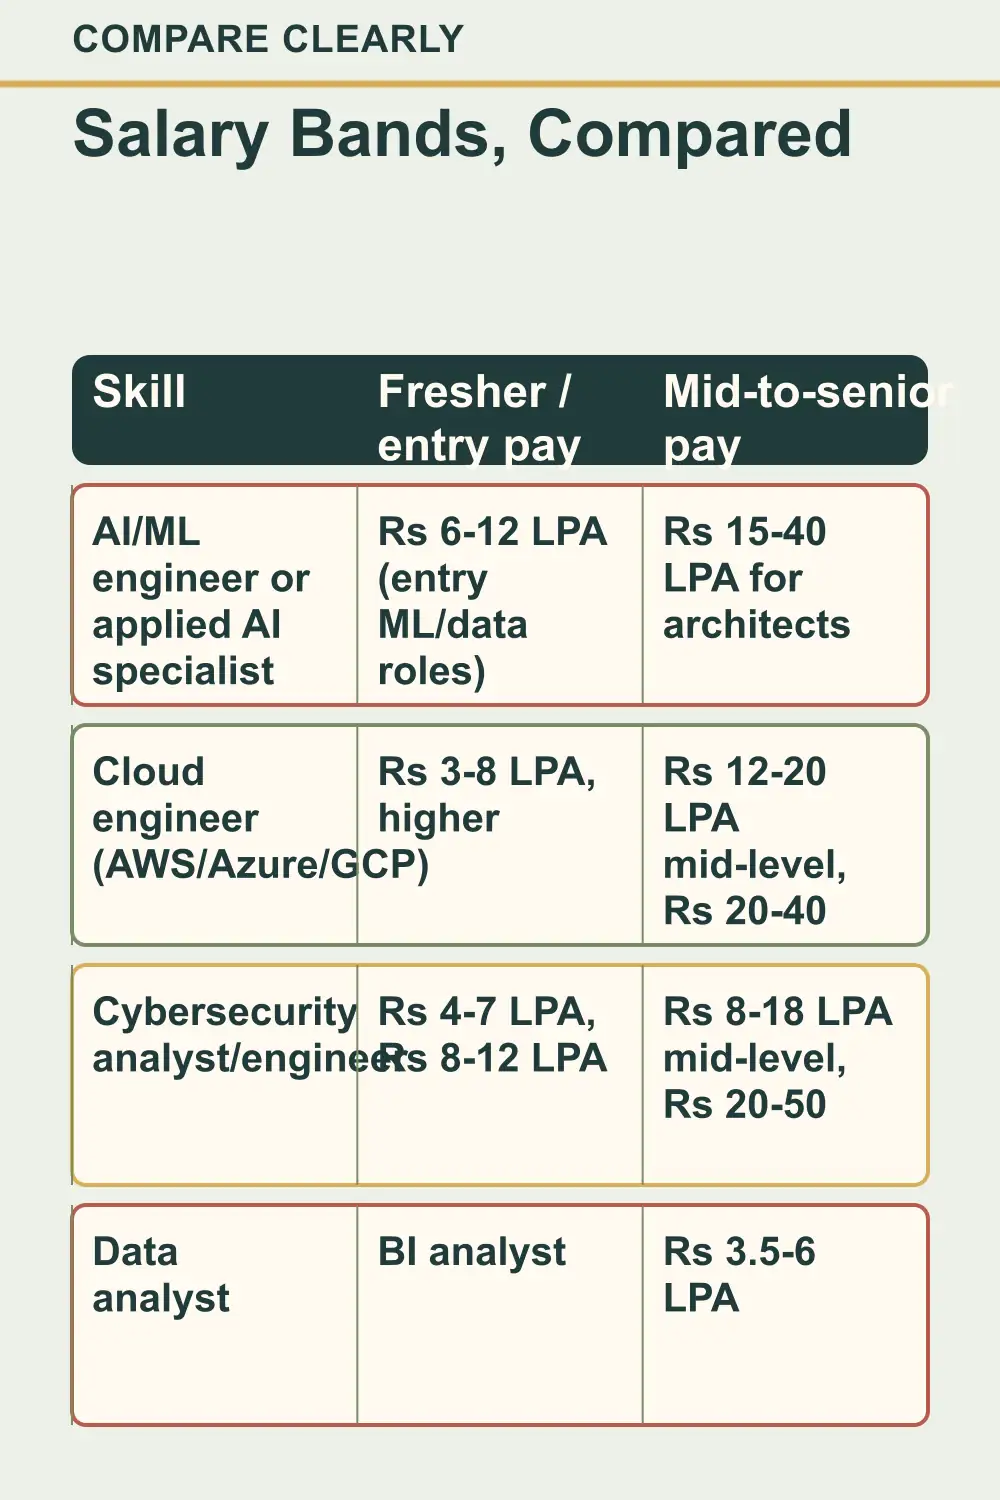 COMPARE CLEARLY
Salary Bands, Compared
Skill
Fresher /
entry pay
Mid-to-senior
pay
AI/ML
engineer or
applied AI
specialist
Rs 6-12 LPA
(entry
ML/data
roles)
Rs 15-40
LPA for
architects
Cloud
engineer
(AWS/Azure/GCP)
Rs 3-8 LPA,
higher
Rs 12-20
LPA
mid-level,
Rs 20-40
Cybersecurity
analyst/engineer
Rs 4-7 LPA,
Rs 8-12 LPA
Rs 8-18 LPA
mid-level,
Rs 20-50
Data
analyst
BI analyst
Rs 3.5-6
LPA